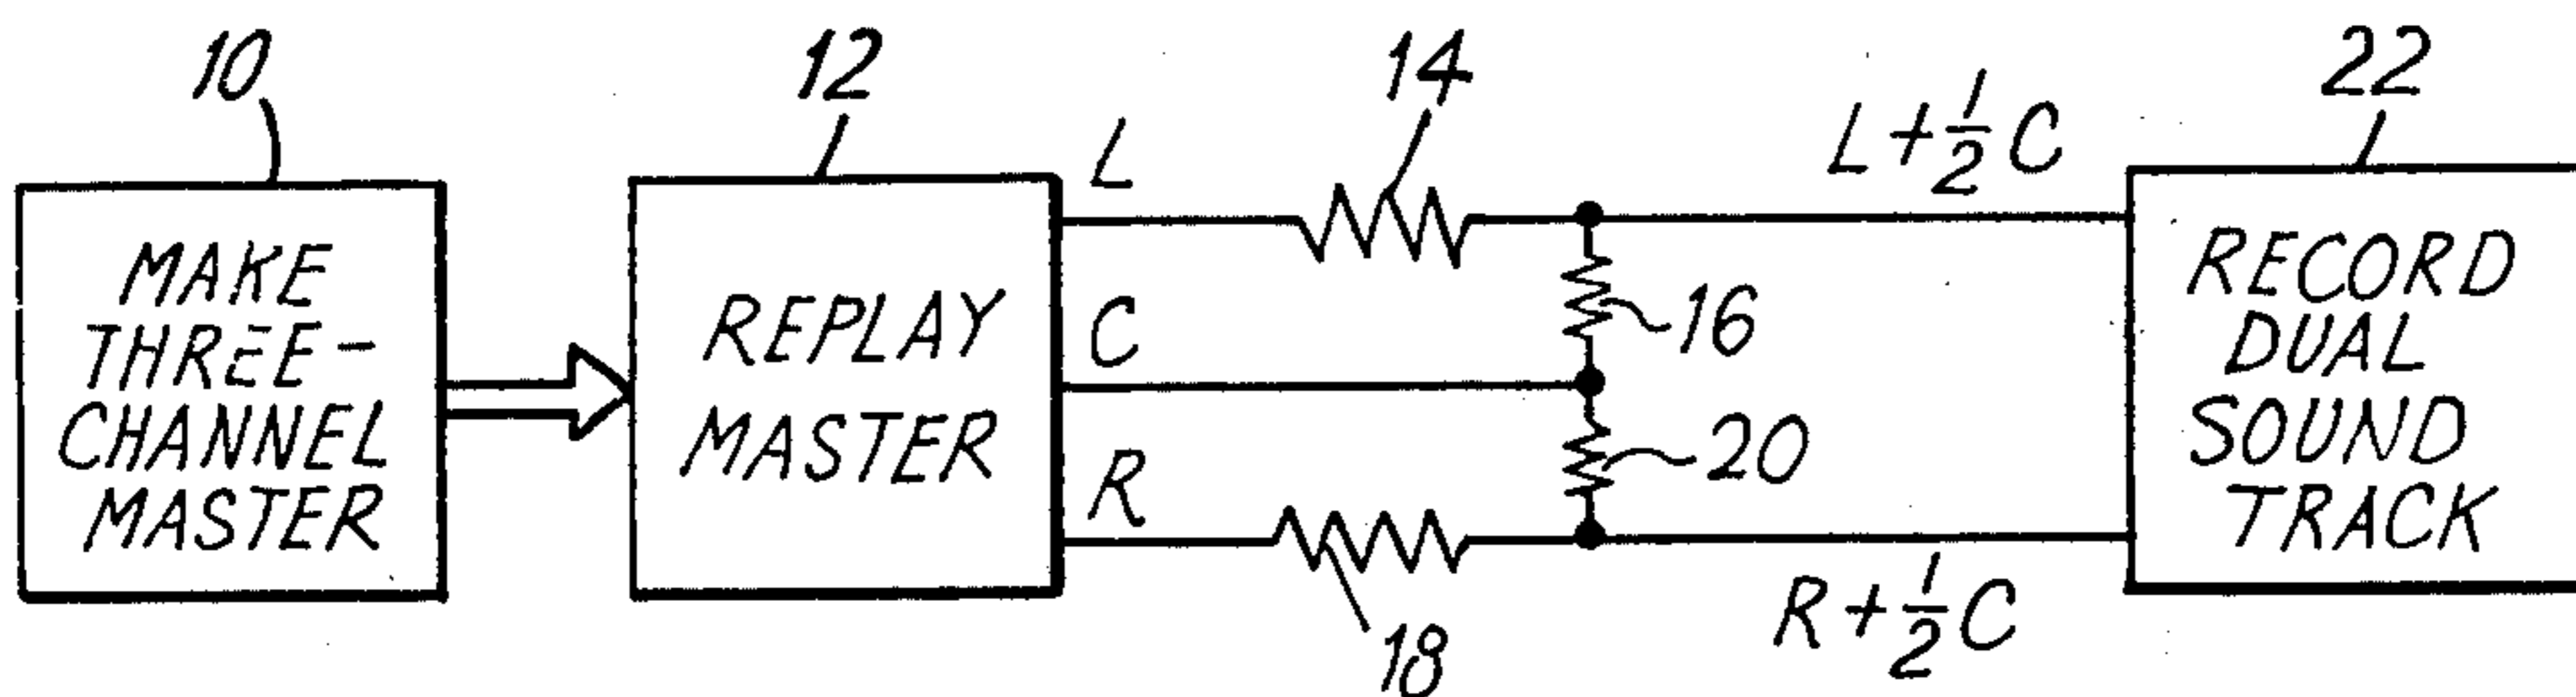 10
12
14
22
L
L+½C
MAKE
THREE-
CHANNEL
MASTER
REPLAY
MASTER
C
R
16
20
18
R+½C
RECORD
DUAL
SOUND
TRACK